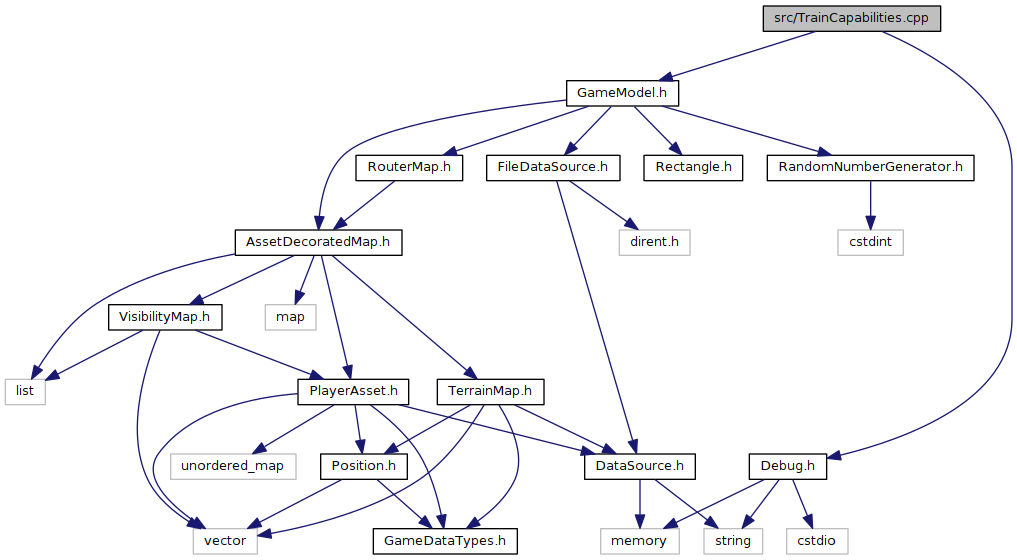 src/TrainCapabilities.cpp
GameModel.h
RouterMap.h
FileDataSource.h
Rectangle.h
RandomNumberGenerator.h
AssetDecoratedMap.h
dirent.h
cstdint
VisibilityMap.h
map
list
PlayerAsset.h
TerrainMap.h
unordered_map
Position.h
DataSource.h
Debug.h
vector
GameDataTypes.h
memory
string
cstdio